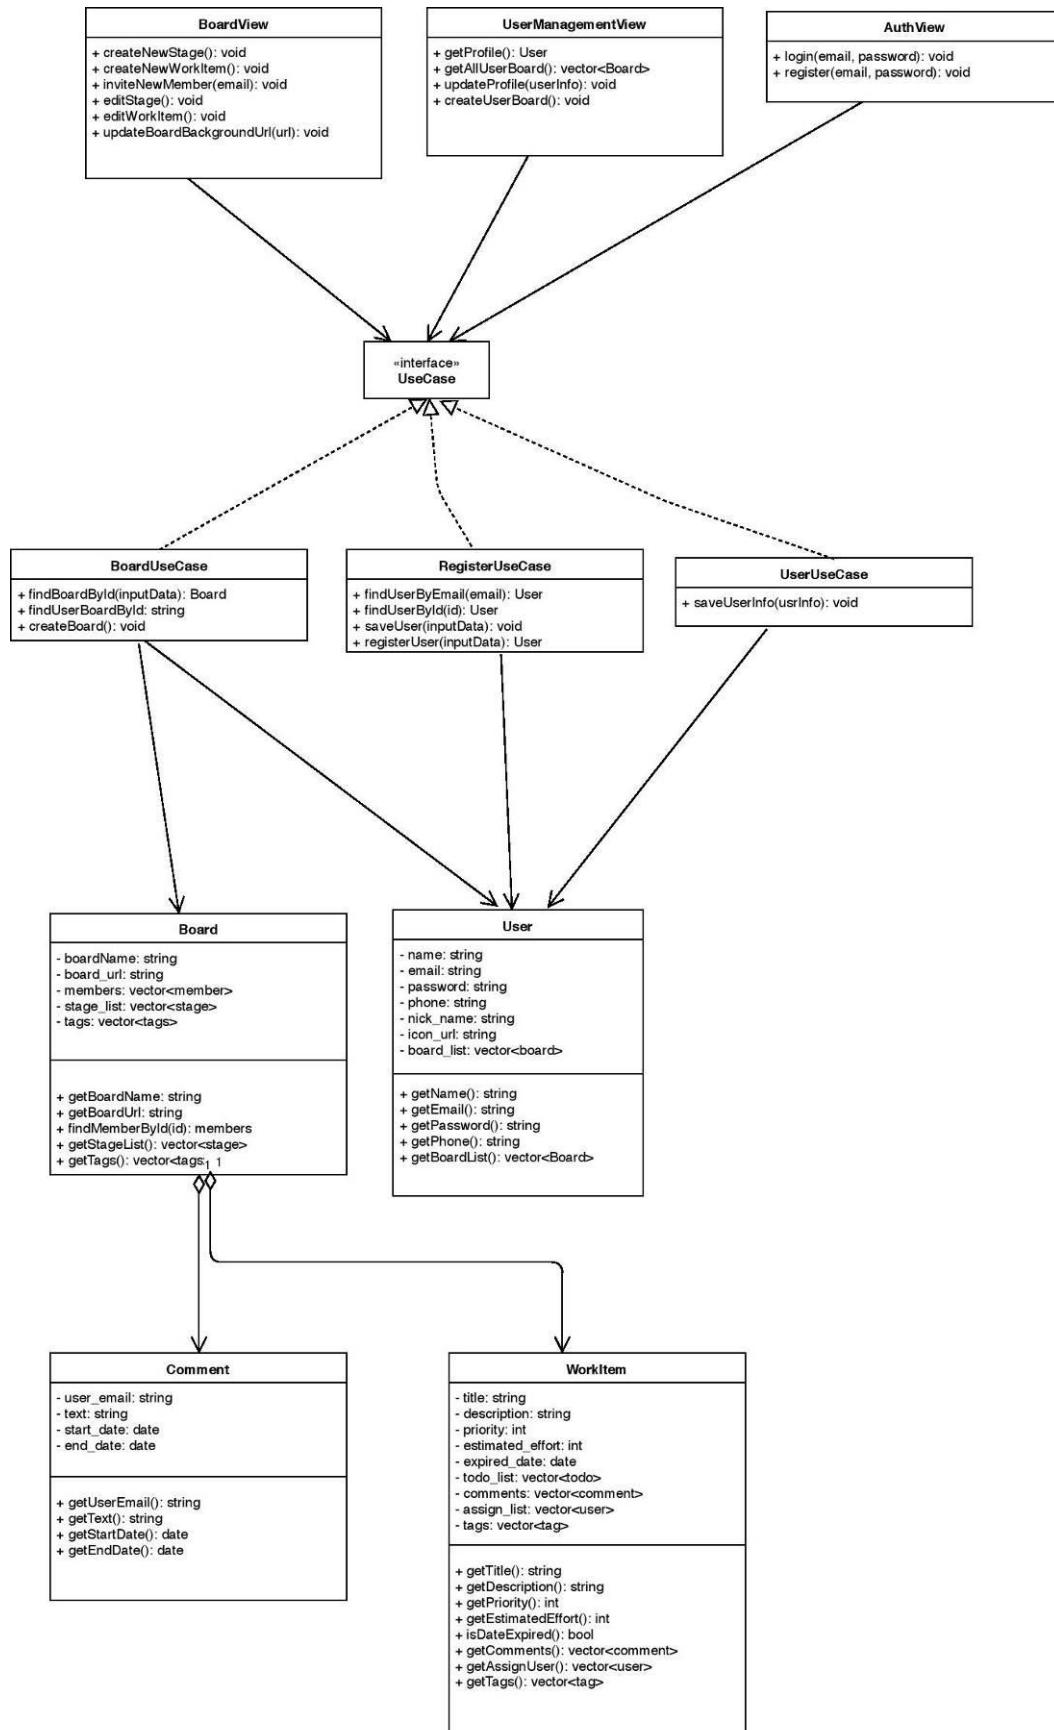 BoardView
+ createNewStage(): void
+ createNewWorkItem(): void
+ inviteNewMember(email): void
+ editStage(): void
+ editWorkItem(): void
+ updateBoardBackgroundUrl(url): void
UserManagementView
+ getProfile(): User
+ getAllUserBoard(): vector<Board>
+ updateProfile(userInfo): void
+ createUserBoard(): void
AuthView
+ login(email, password): void
+ register(email, password): void
«interface»
UseCase
BoardUseCase
+ findBoardById(inputData): Board
+ findUserBoardById: string
+ createBoard(): void
RegisterUseCase
+ findUserByEmail(email): User
+ findUserById(id): User
+ saveUser(inputData): void
+ registerUser(inputData): User
UserUseCase
+ saveUserInfo(usrInfo): void
Board
- boardName: string
- board_url: string
- members: vector<member>
- stage_list: vector<stage>
- tags: vector<tags>
+ getBoardName: string
+ getBoardUrl: string
+ findMemberById(id): members
+ getStageList(): vector<stage>
+ getTags(): vector<tags
1 1
User
- name: string
- email: string
- password: string
- phone: string
- nick_name: string
- icon_url: string
- board_list: vector<board>
+ getName(): string
+ getEmail(): string
+ getPassword(): string
+ getPhone(): string
+ getBoardList(): vector<Board>
Comment
- user_email: string
- text: string
- start_date: date
- end_date: date
+ getUserEmail(): string
+ getText(): string
+ getStartDate(): date
+ getEndDate(): date
WorkItem
- title: string
- description: string
- priority: int
- estimated_effort: int
- expired_date: date
- todo_list: vector<todo>
- comments: vector<comment>
- assign_list: vector<user>
- tags: vector<tag>
+ getTitle(): string
+ getDescription(): string
+ getPriority(): int
+ getEstimatedEffort(): int
+ isDateExpired(): bool
+ getComments(): vector<comment>
+ getAssignUser(): vector<user>
+ getTags(): vector<tag>